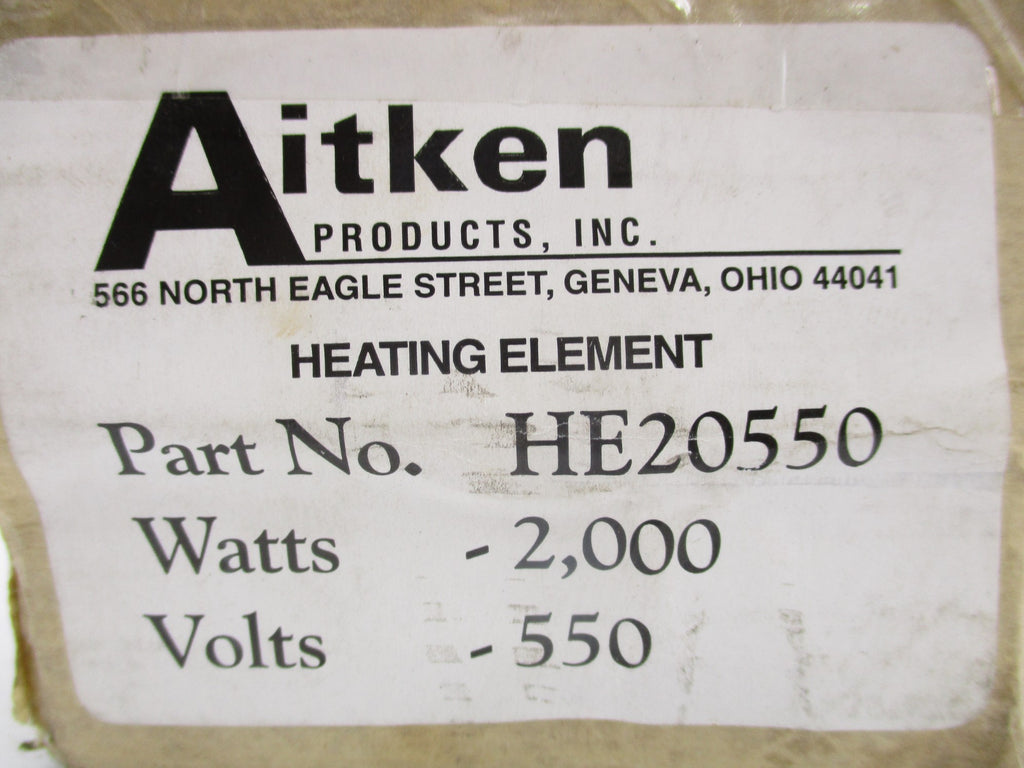 Aitken
PRODUCTS, INC.
566 NORTH EAGLE STREET, GENEVA, OHIO 44041
HEATING ELEMENT
Part No. HE20550
Watts - 2,000
Volts - 550